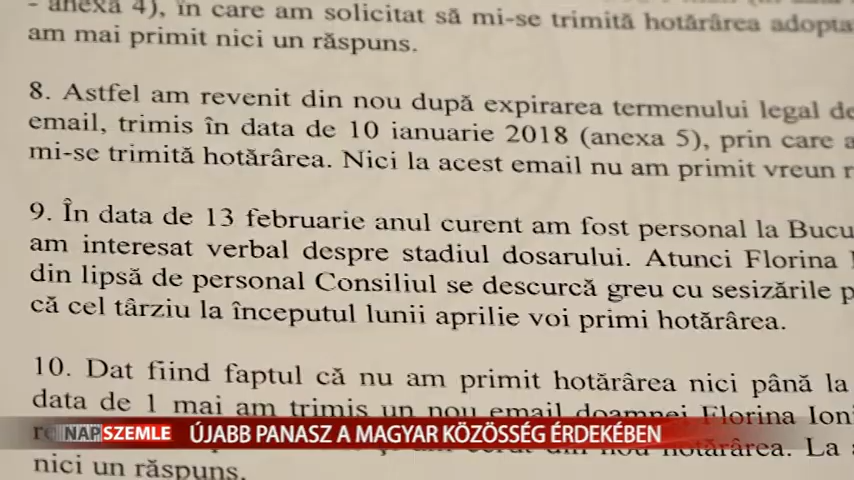 - anexa 4), în care am solicitat să mi-se trimită hotărârea adopta
am mai primit nici un răspuns.
8. Astfel am revenit din nou după expirarea termenului legal de
email, trimis în data de 10 ianuarie 2018 (anexa 5), prin care a
mi-se trimită hotărârea. Nici la acest email nu am primit vreun r
9. În data de 13 februarie anul curent am fost personal la Bucu
am interesat verbal despre stadiul dosarului. Atunci Florina
din lipsă de personal Consiliul se descurcă greu cu sesizările p
că cel târziu la începutul lunii aprilie voi primi hotărârea.
10. Dat fiind faptul că nu am primit hotărârea nici până la
data de 1 mai am trimis un nou email doamnei Florina Ion
hotărârea. La
NAPSZEMLE ÚJABB PANASZ A MAGYAR KÖZÖSSÉG ÉRDEKÉBEN
nici un răspuns.